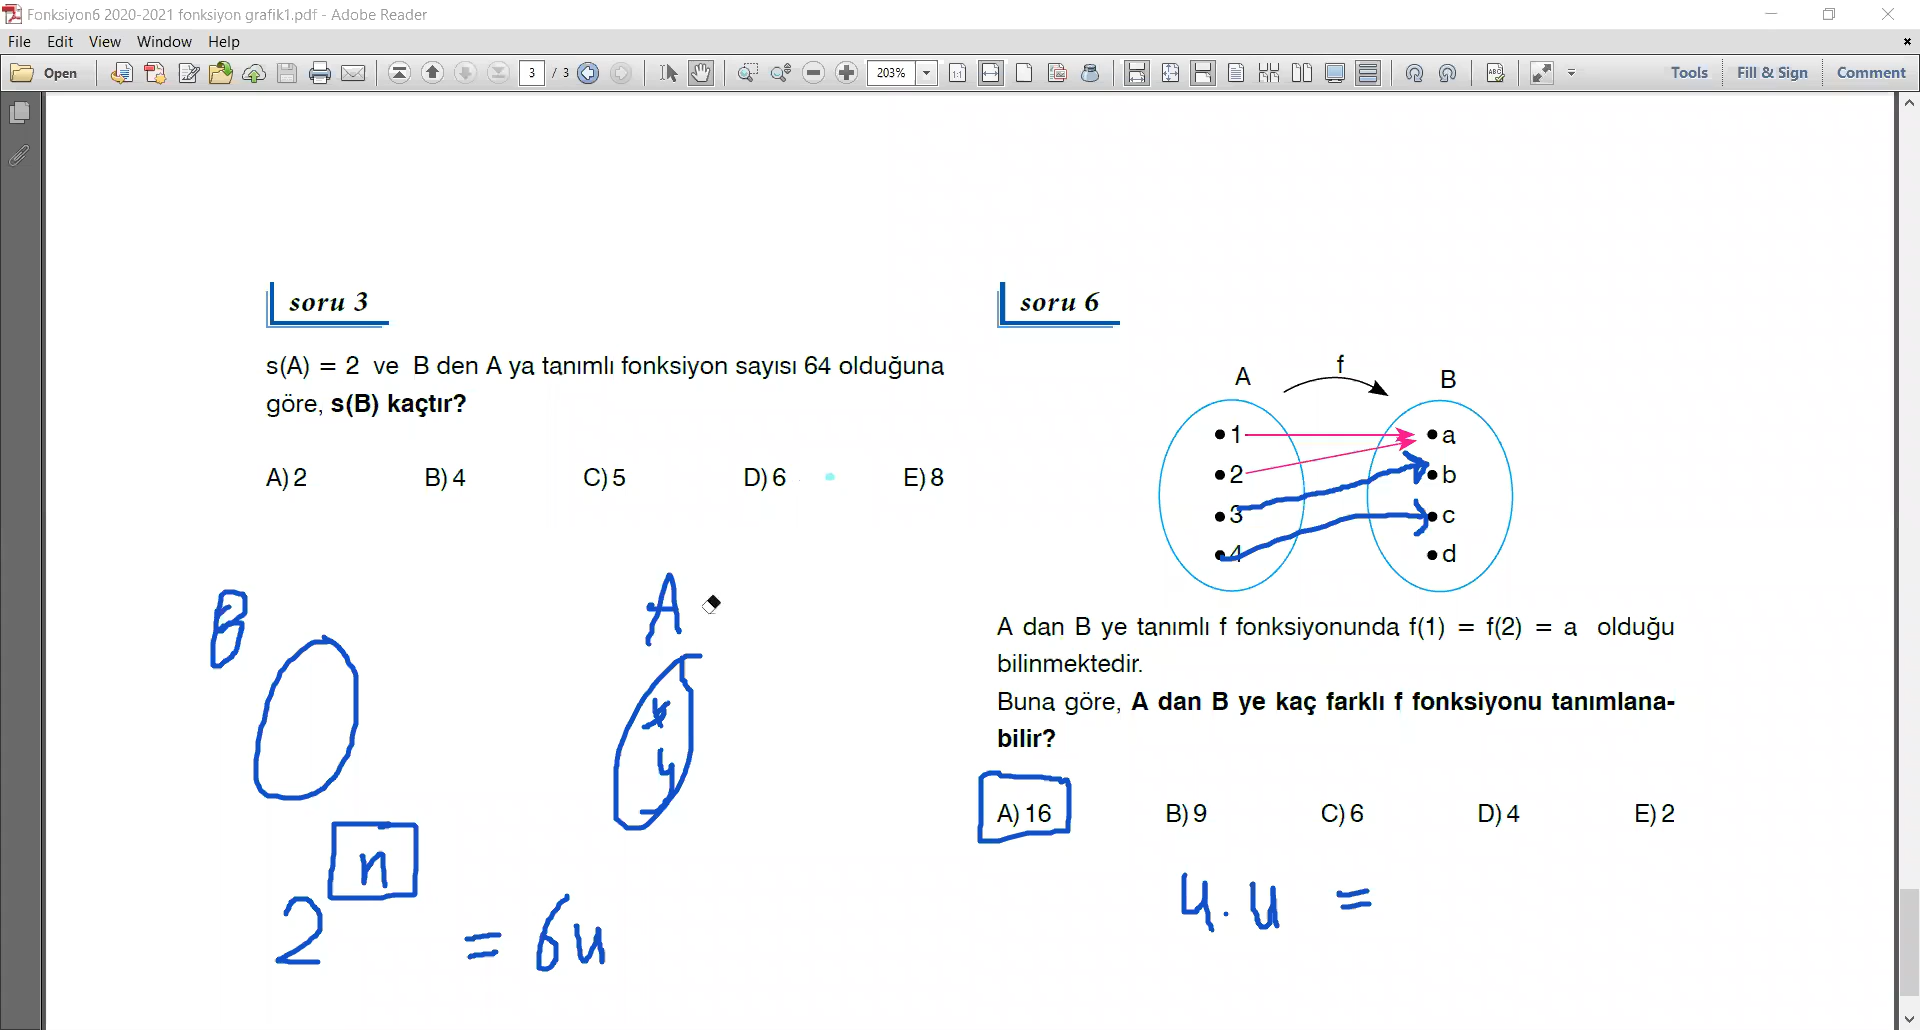 Fonksiyon6 2020-2021 fonksiyon grafik1.pdf - Adobe Reader
File Edit View Window Help
Open 3 / 3 203% Tools Fill & Sign Comment
soru 3
s(A) = 2 ve B den A ya tanımlı fonksiyon sayısı 64 olduğuna
göre, s(B) kaçtır?
A) 2 B) 4 C) 5 D) 6 E) 8
B A
x
y
2 n = 64
soru 6
f
A B
1 a
2 b
3 c
4 d
A dan B ye tanımlı f fonksiyonunda f(1) = f(2) = a olduğu
bilinmektedir.
Buna göre, A dan B ye kaç farklı f fonksiyonu tanımlana-
bilir?
A) 16 B) 9 C) 6 D) 4 E) 2
4 . 4 =